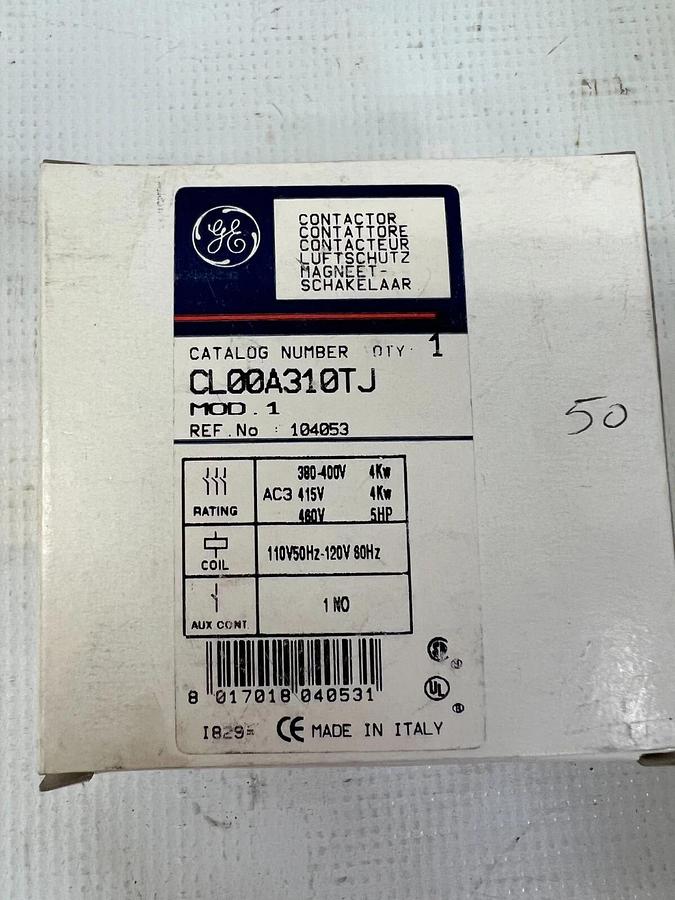 GE
CONTACTOR
CONTATTORE
CONTACTEUR
LUFTSCHUTZ
MAGNEET-
SCHAKELAAR
CATALOG NUMBER QTY. 1
CL00A310TJ
MOD.1
REF.No : 104053
50
380-400V 4Kw
AC3 415V 4Kw
460V 5HP
RATING
110V50Hz-120V 60Hz
COIL
1 NO
AUX CONT.
8 017018 040531
UL
CE MADE IN ITALY